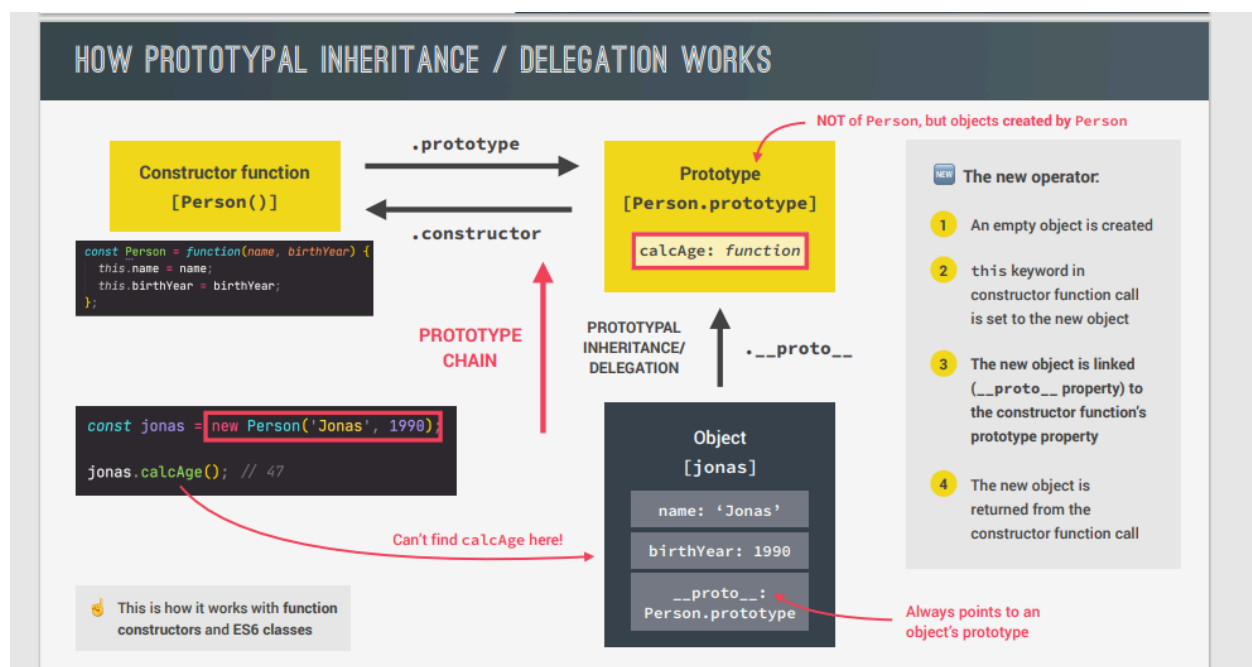 HOW PROTOTYPAL INHERITANCE / DELEGATION WORKS
NOT of Person, but objects created by Person
Constructor function
[Person()]
.prototype
.constructor
Prototype
[Person.prototype]
calcAge: function
const Person = function(name, birthYear) {
this.name = name;
this.birthYear = birthYear;
};
PROTOTYPE
CHAIN
PROTOTYPAL
INHERITANCE/
DELEGATION
.__proto__
const jonas = new Person('Jonas', 1990);
jonas.calcAge(); // 47
Can't find calcAge here!
Object
[jonas]
name: ‘Jonas’
birthYear: 1990
__proto__:
Person.prototype
Always points to an
object's prototype
☝ This is how it works with function
constructors and ES6 classes
NEW The new operator:
1 An empty object is created
2 this keyword in
constructor function call
is set to the new object
3 The new object is linked
(__proto__ property) to
the constructor function's
prototype property
4 The new object is
returned from the
constructor function call